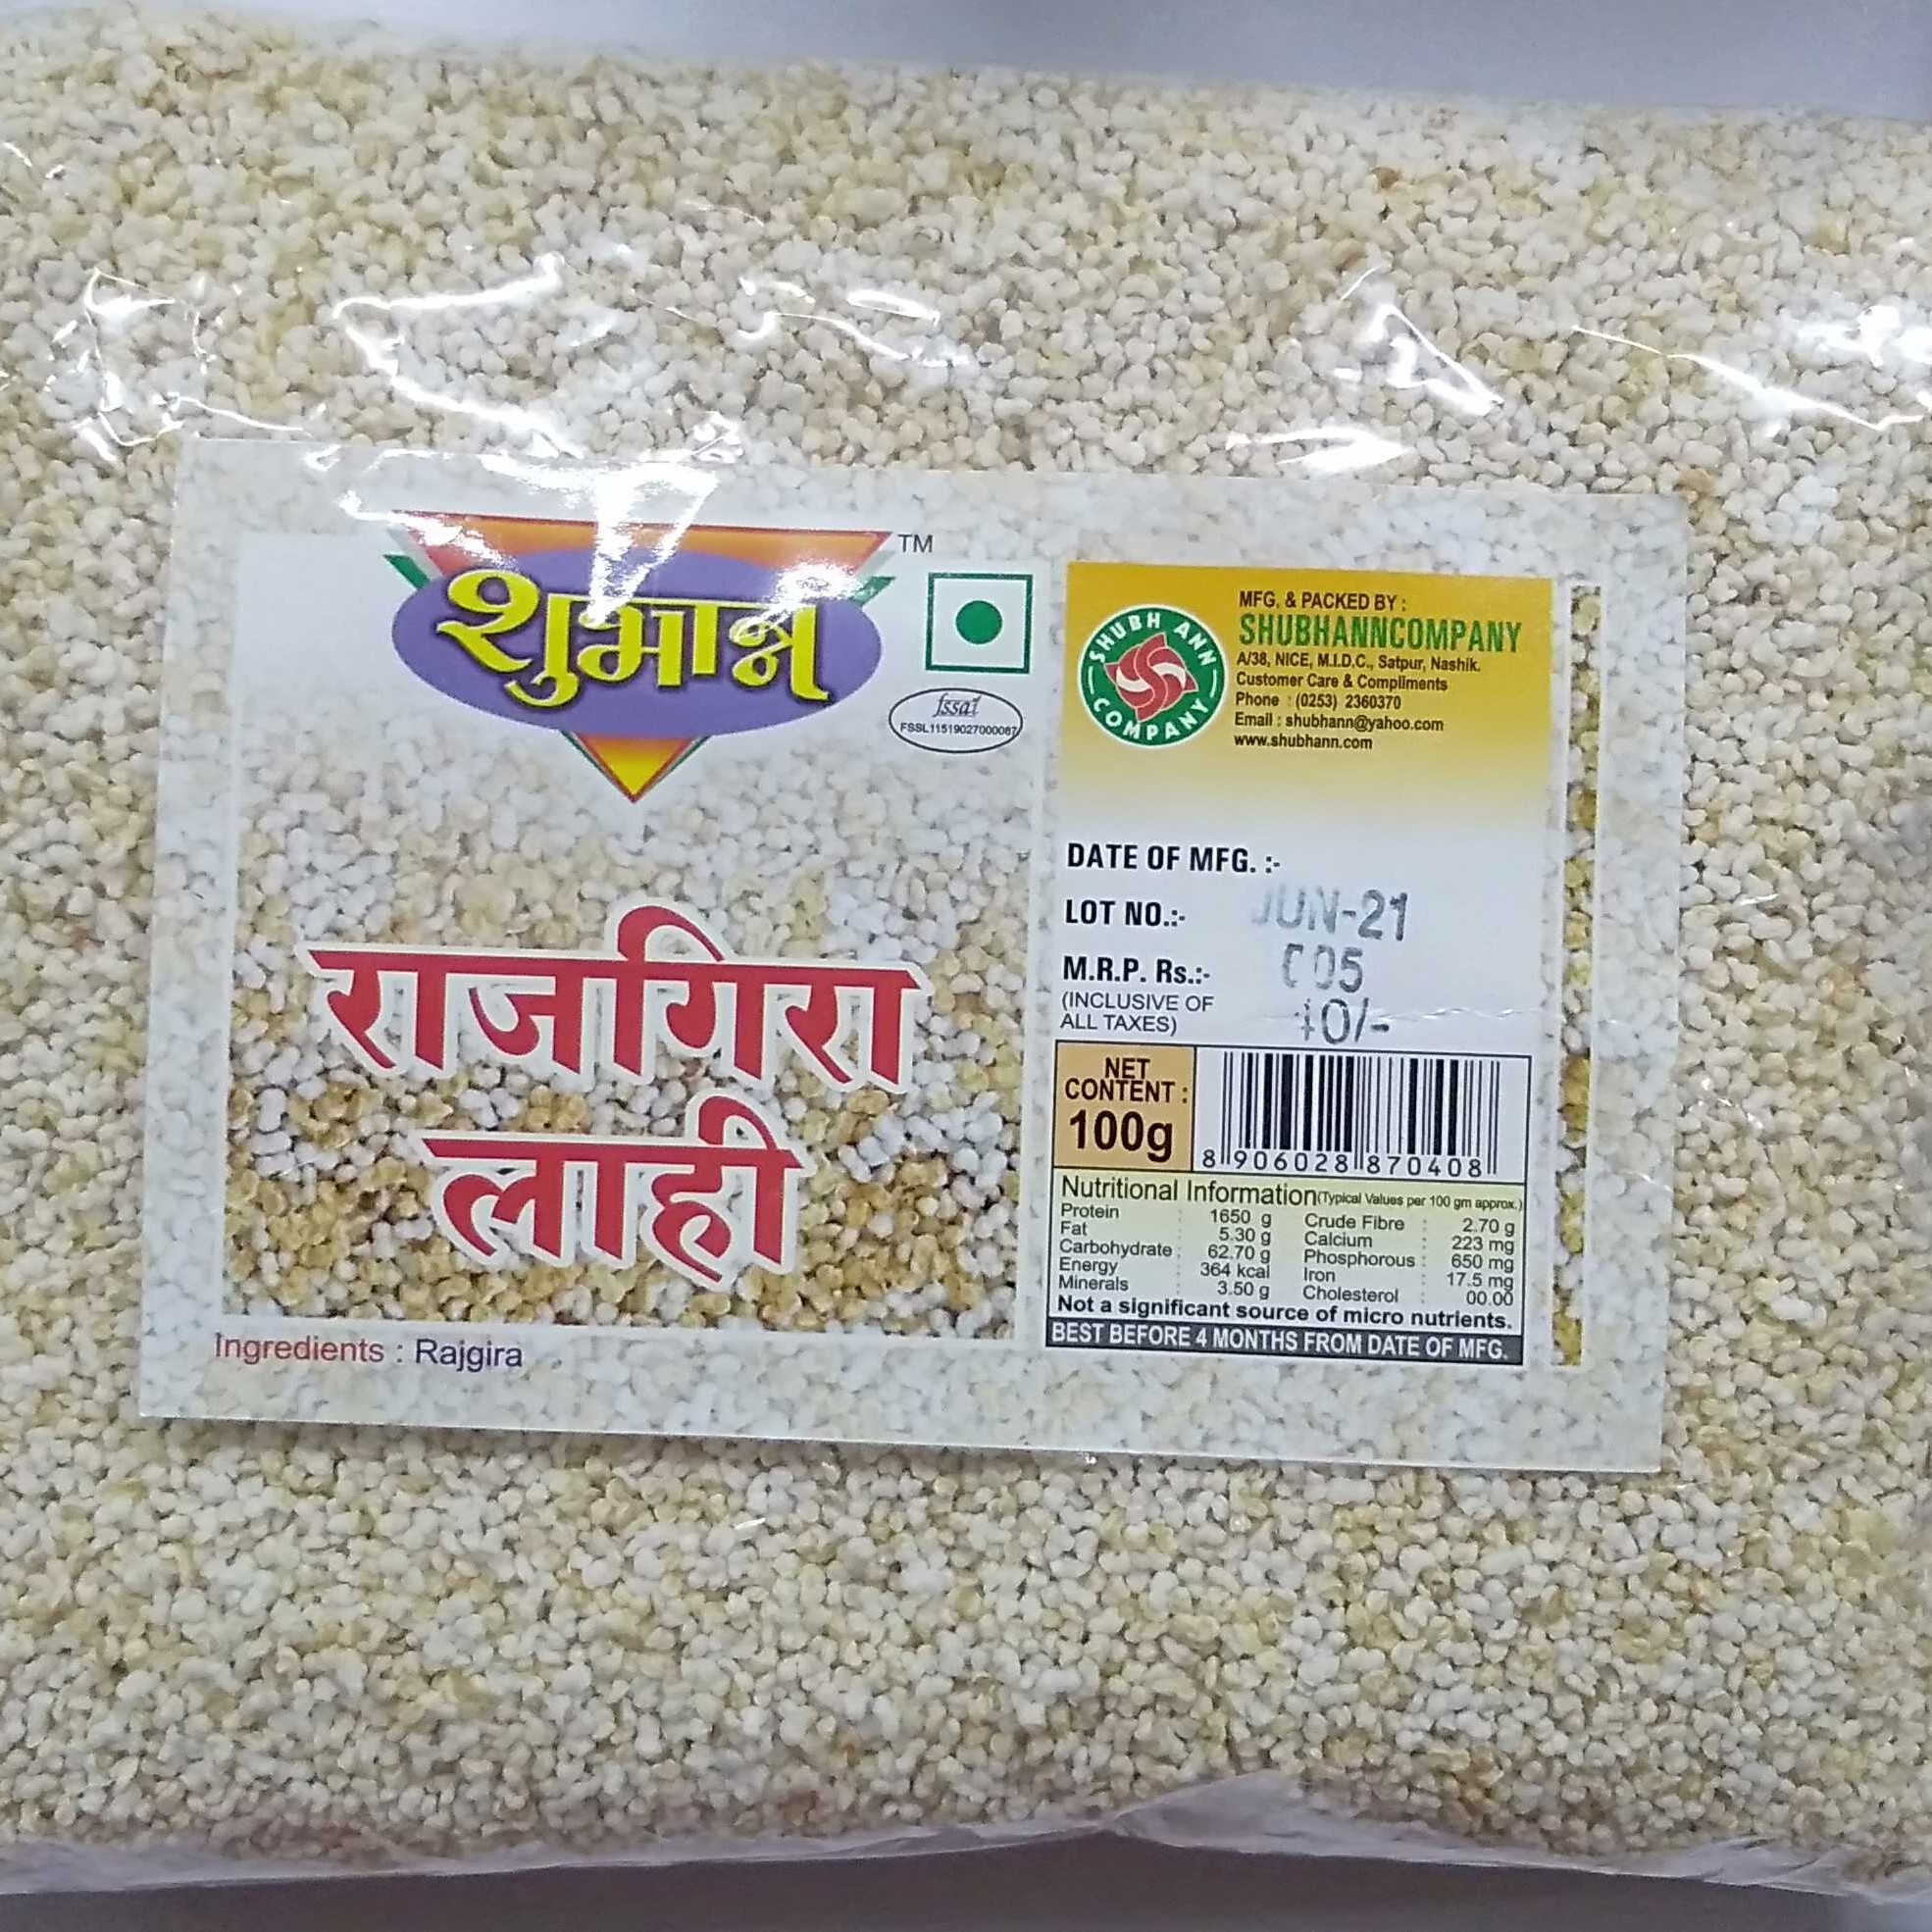 शुभान्न TM
fssai
FSSL11519027000087
राजगिरा
लाही
Ingredients : Rajgira
SHUBH ANN COMPANY
MFG. & PACKED BY :
SHUBHANNCOMPANY
A/38, NICE, M.I.D.C., Satpur, Nashik.
Customer Care & Compliments
Phone : (0253) 2360370
Email : shubhann@yahoo.com
www.shubhann.com
DATE OF MFG. :-
LOT NO.:- JUN-21
M.R.P. Rs.:- 005
(INCLUSIVE OF
ALL TAXES)
NET
CONTENT :
100g
8 906028 870408
Nutritional Information (Typical Values per 100 gm approx.)
Protein : 1650 g Crude Fibre : 2.70 g
Fat : 5.30 g Calcium : 223 mg
Carbohydrate : 62.70 g Phosphorous : 650 mg
Energy : 364 kcal Iron : 17.5 mg
Minerals : 3.50 g Cholesterol : 00.00
Not a significant source of micro nutrients.
BEST BEFORE 4 MONTHS FROM DATE OF MFG.